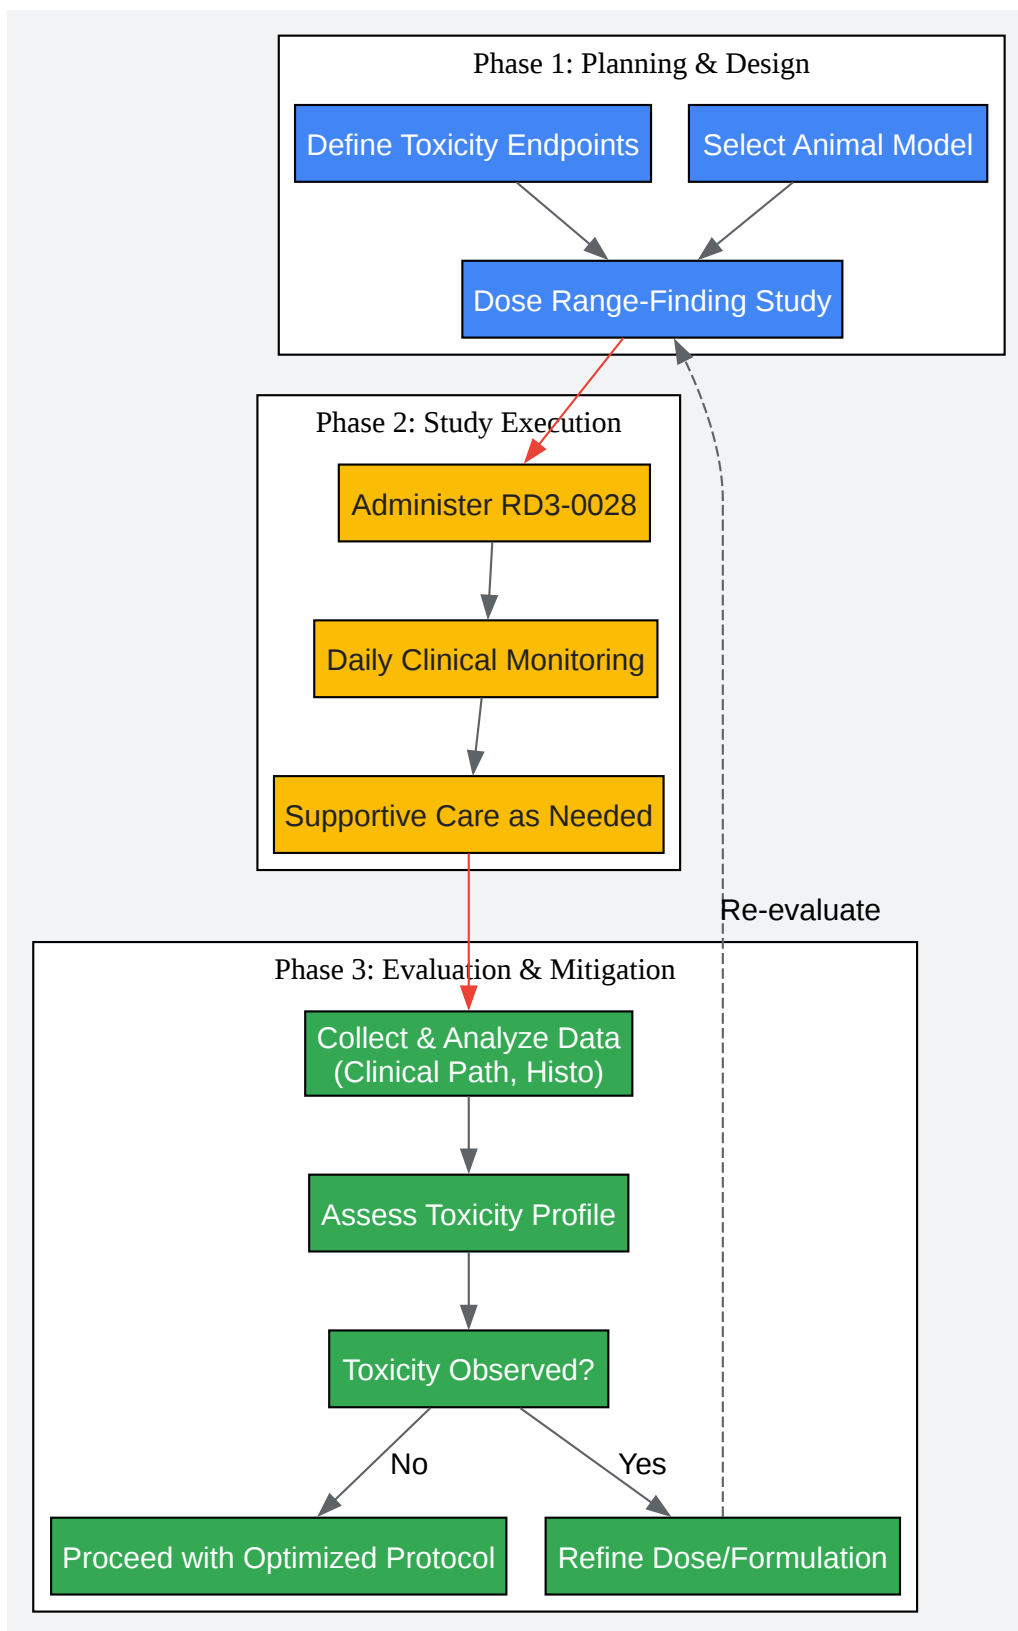 Phase 1: Planning & Design
Define Toxicity Endpoints
Select Animal Model
Dose Range-Finding Study
Phase 2: Study Execution
Administer RD3-0028
Daily Clinical Monitoring
Supportive Care as Needed
Re-evaluate
Phase 3: Evaluation & Mitigation
Collect & Analyze Data
(Clinical Path, Histo)
Assess Toxicity Profile
Toxicity Observed?
No
Yes
Proceed with Optimized Protocol
Refine Dose/Formulation